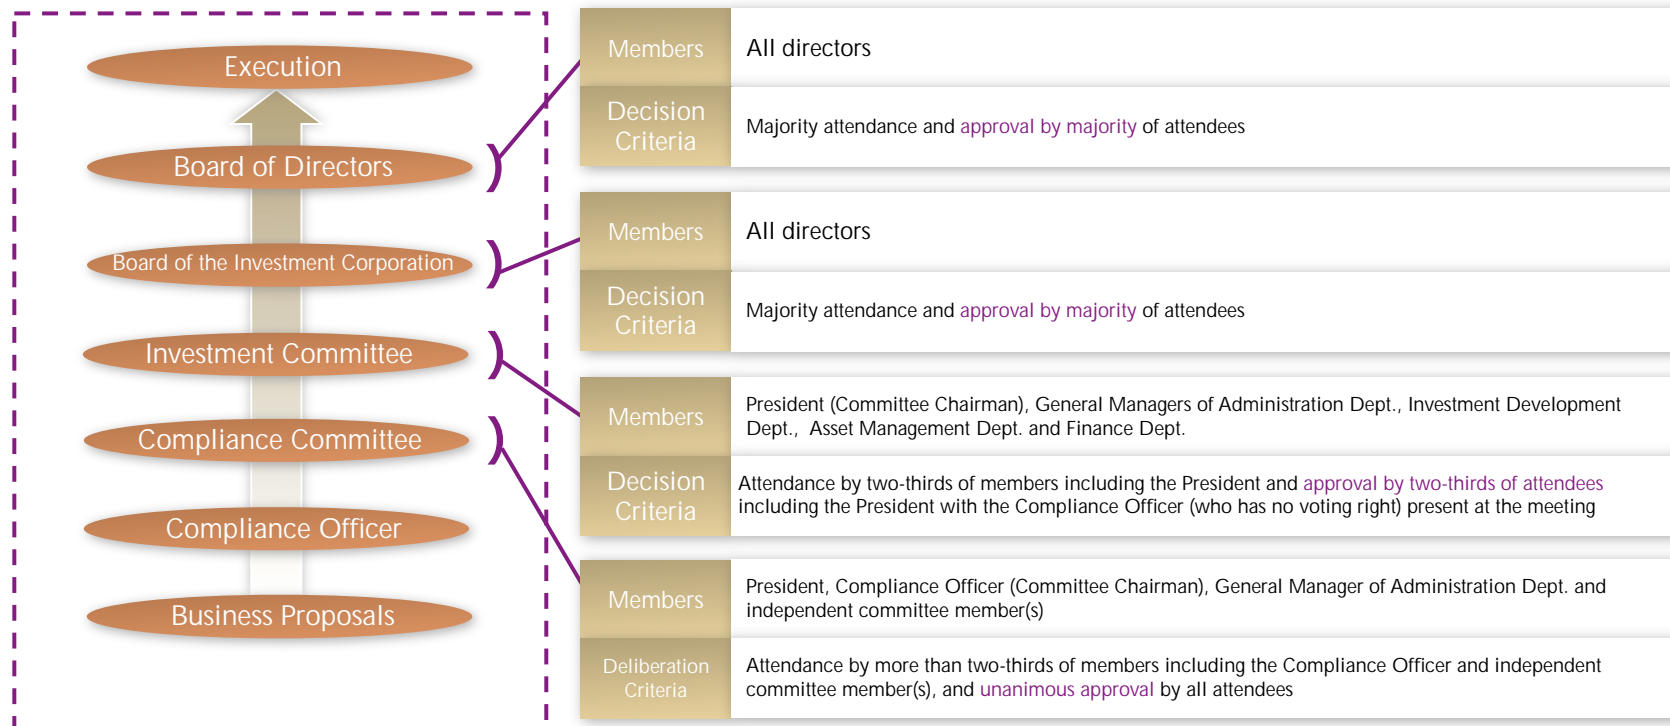 Execution
Board of Directors
Board of the Investment Corporation
Investment Committee
Compliance Committee
Compliance Officer
Business Proposals
Members
All directors
Decision
Criteria
Majority attendance and approval by majority of attendees
Members
All directors
Decision
Criteria
Majority attendance and approval by majority of attendees
Members
President (Committee Chairman), General Managers of Administration Dept., Investment Development
Dept., Asset Management Dept. and Finance Dept.
Decision
Criteria
Attendance by two-thirds of members including the President and approval by two-thirds of attendees
including the President with the Compliance Officer (who has no voting right) present at the meeting
Members
President, Compliance Officer (Committee Chairman), General Manager of Administration Dept. and
independent committee member(s)
Deliberation
Criteria
Attendance by more than two-thirds of members including the Compliance Officer and independent
committee member(s), and unanimous approval by all attendees